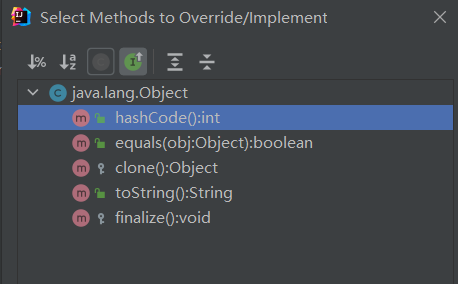 Select Methods to Override/Implement
java.lang.Object
hashCode():int
equals(obj:Object):boolean
clone():Object
toString():String
finalize():void